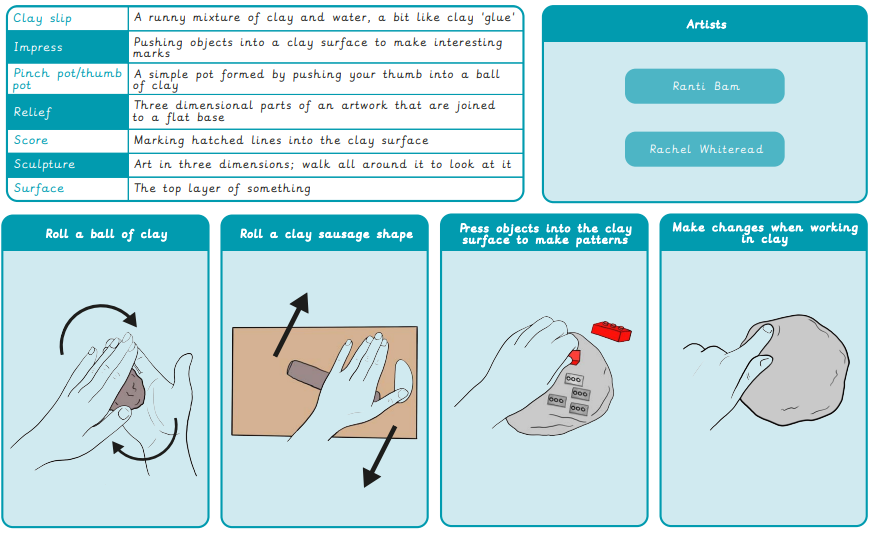 Clay slip
A runny mixture of clay and water, a bit like clay 'glue'
Impress
Pushing objects into a clay surface to make interesting
marks
Pinch pot/thumb
pot
A simple pot formed by pushing your thumb into a ball
of clay
Relief
Three dimensional parts of an artwork that are joined
to a flat base
Score
Marking hatched lines into the clay surface
Sculpture
Art in three dimensions; walk all around it to look at it
Surface
The top layer of something
Artists
Ranti Bam
Rachel Whiteread
Roll a ball of clay
Roll a clay sausage shape
Press objects into the clay
surface to make patterns
Make changes when working
in clay